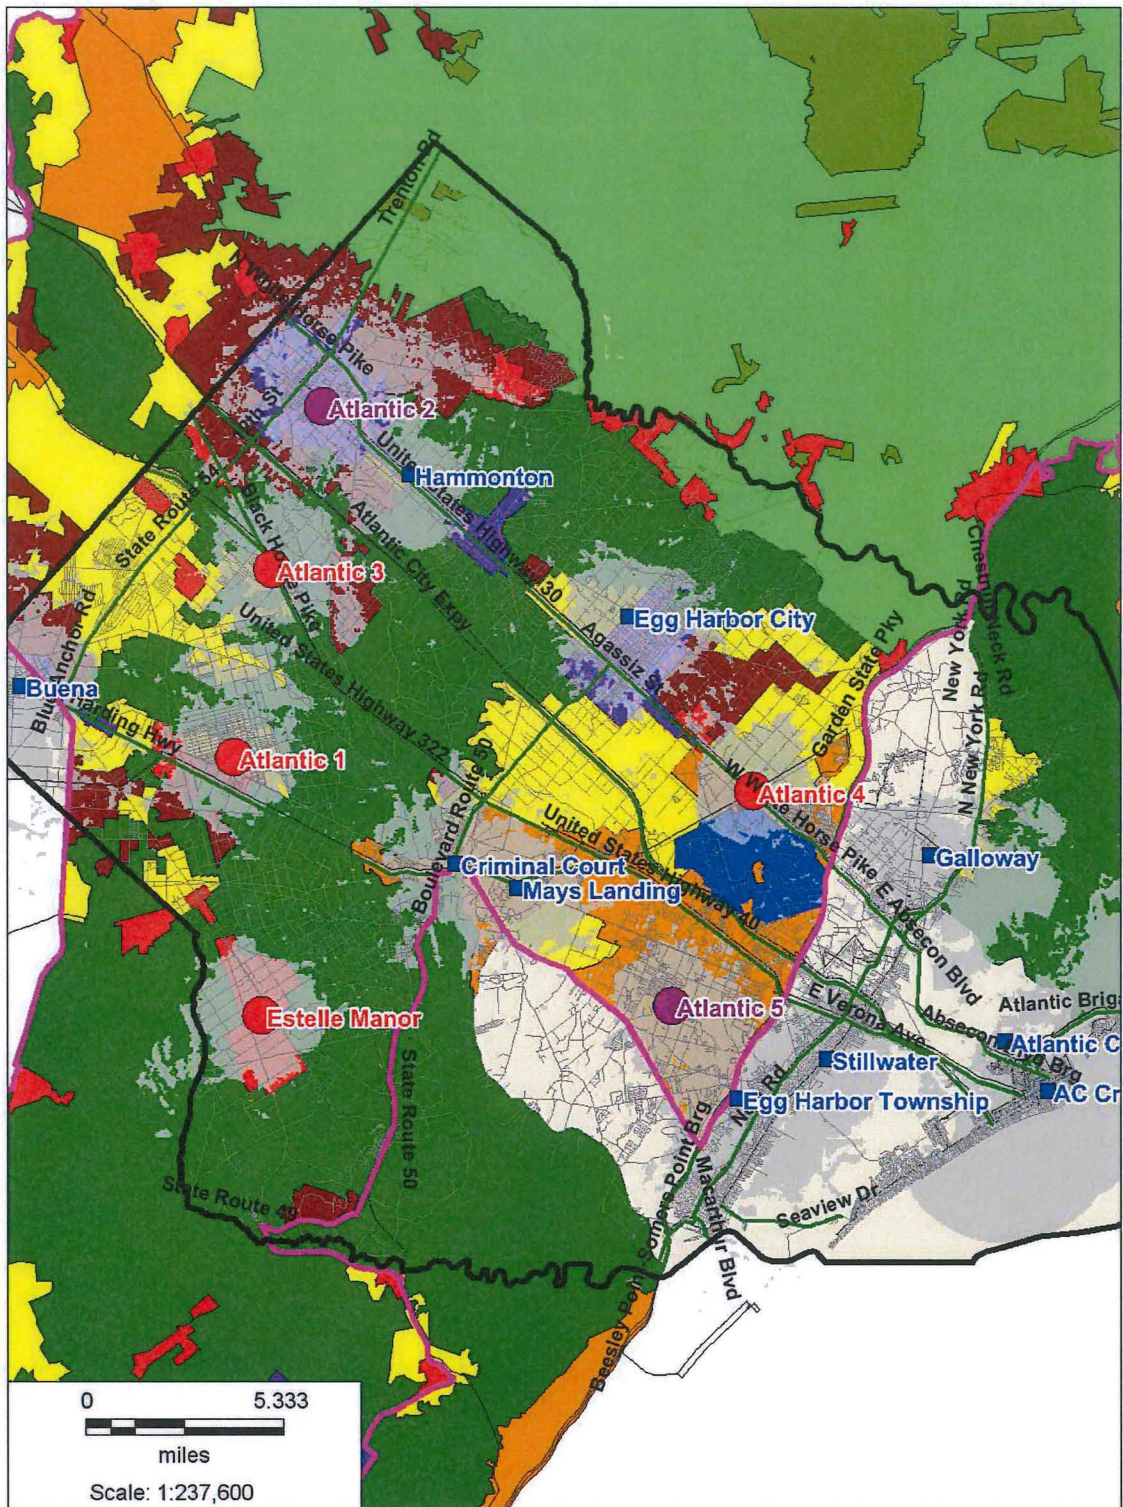 Trenton Rd
N White Horse Pike
Atlantic 2
United States Highway 30
Hammonton
State Route 54
Black Horse Pike
Atlantic City Expy
Atlantic 3
Chestnut Neck Rd
New York Rd
Egg Harbor City
Agassiz St
Garden State Pky
Buena
United States Highway 322
Harding Hwy
Atlantic 1
N New York Rd
Boulevard Route 50
W White Horse Pike
Atlantic 4
United States Highway 40
Criminal Court
Mays Landing
Galloway
E Absecon Blvd
Estelle Manor
Atlantic 5
E Verona Ave
Atlantic Briga
Atlantic C
Stillwater
AC Cr
Egg Harbor Township
State Route 50
Somers Point Brg
Macarthur Blvd
Seaview Dr
State Route 49
Beesley Point
0 5.333
miles
Scale: 1:237,600